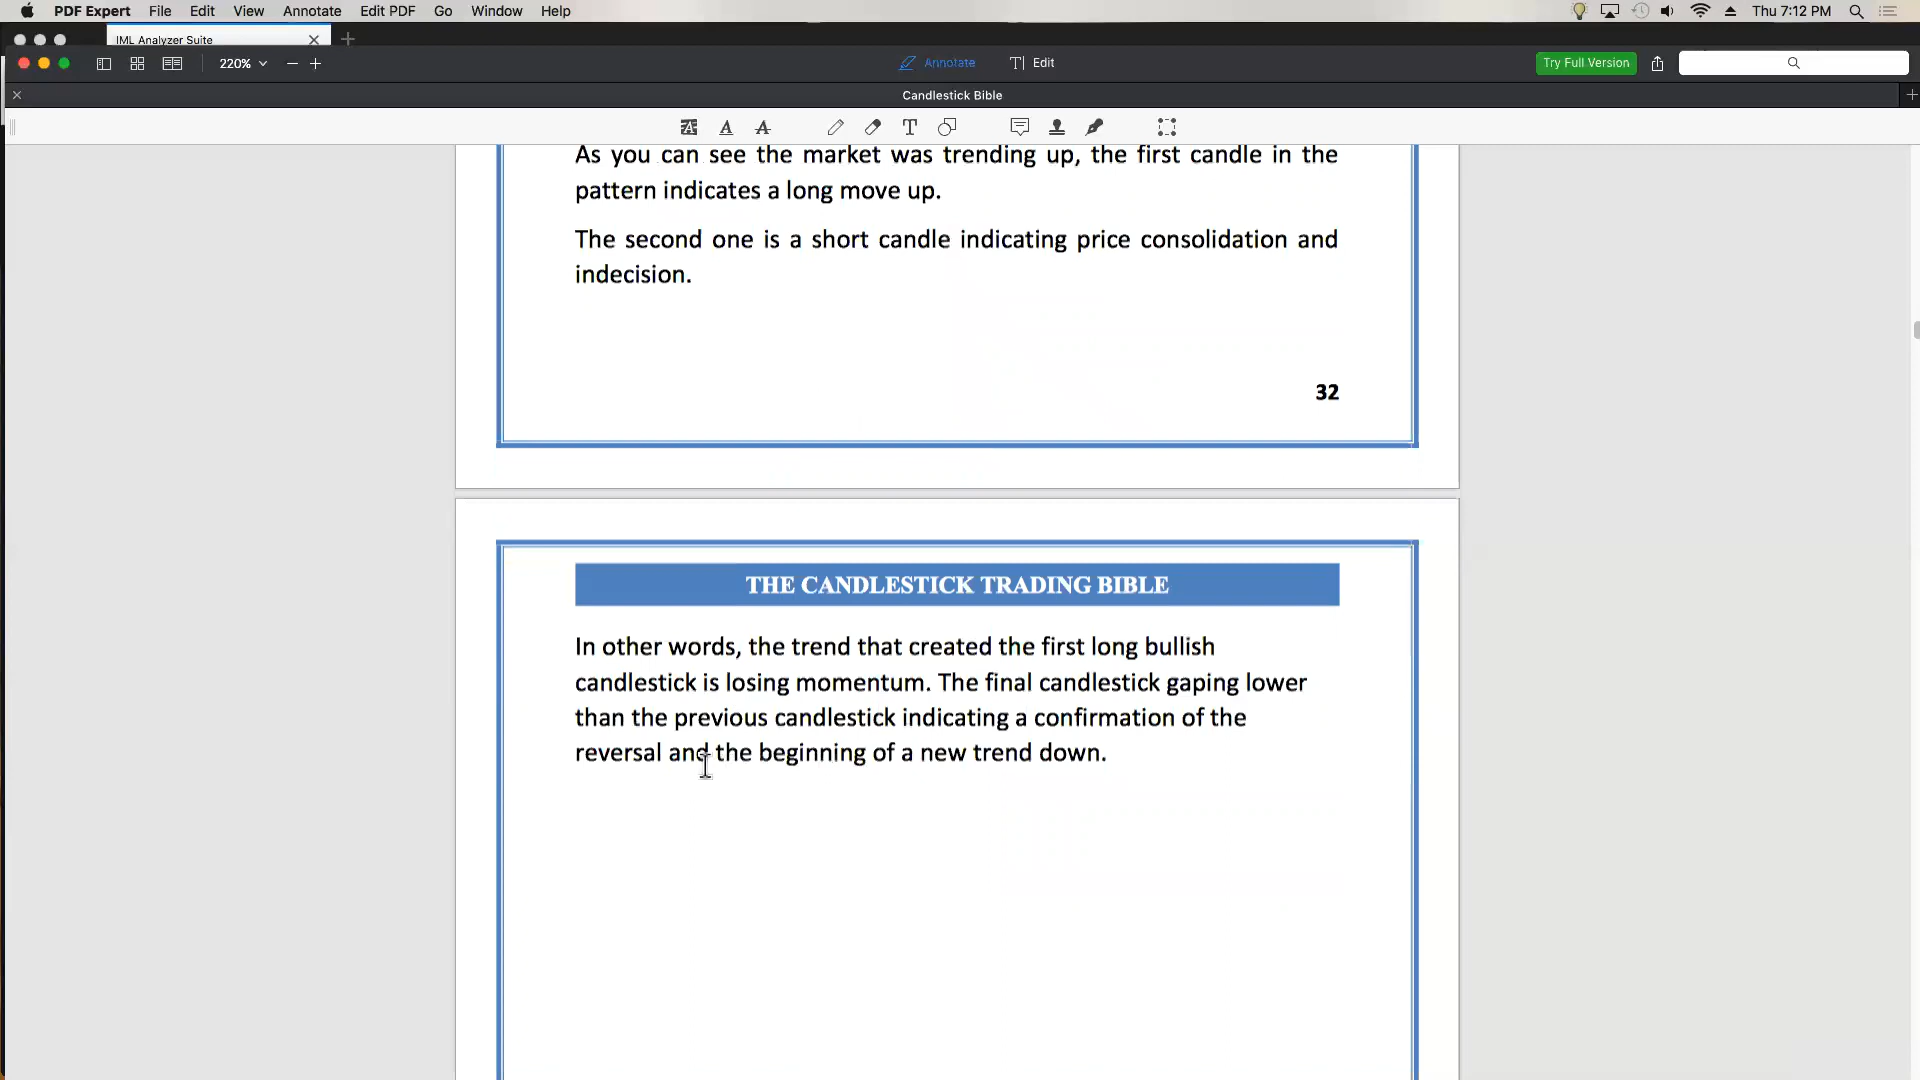 PDF Expert File Edit View Annotate Edit PDF Go Window Help Thu 7:12 PM
IML Analyzer Suite
220% Annotate T Edit Try Full Version
Candlestick Bible
A A A T
As you can see the market was trending up, the first candle in the
pattern indicates a long move up.
The second one is a short candle indicating price consolidation and
indecision.
32
THE CANDLESTICK TRADING BIBLE
In other words, the trend that created the first long bullish
candlestick is losing momentum. The final candlestick gaping lower
than the previous candlestick indicating a confirmation of the
reversal and the beginning of a new trend down.